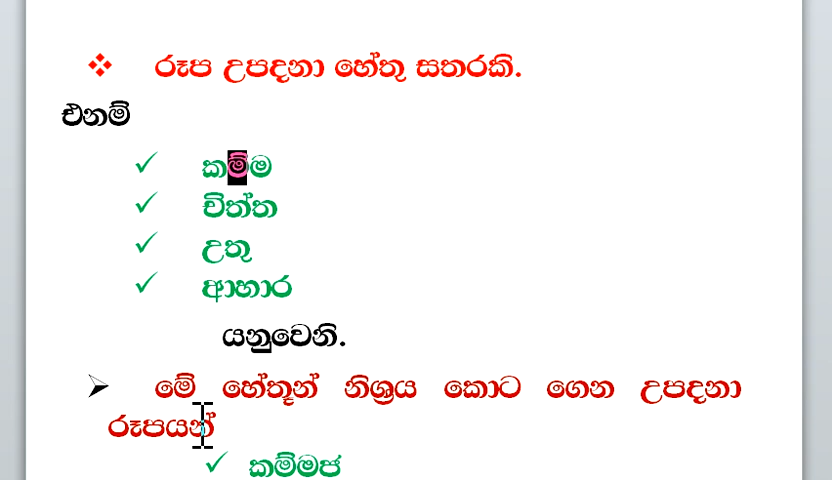 රූප උපදනා හේතු සතරකි.
එනම්
කම්ම
චිත්ත
උතු
ආහාර
යනුවෙනි.
මේ හේතූන් නිශ්‍රය කොට ගෙන උපදනා
රූපයන්
කම්මජ